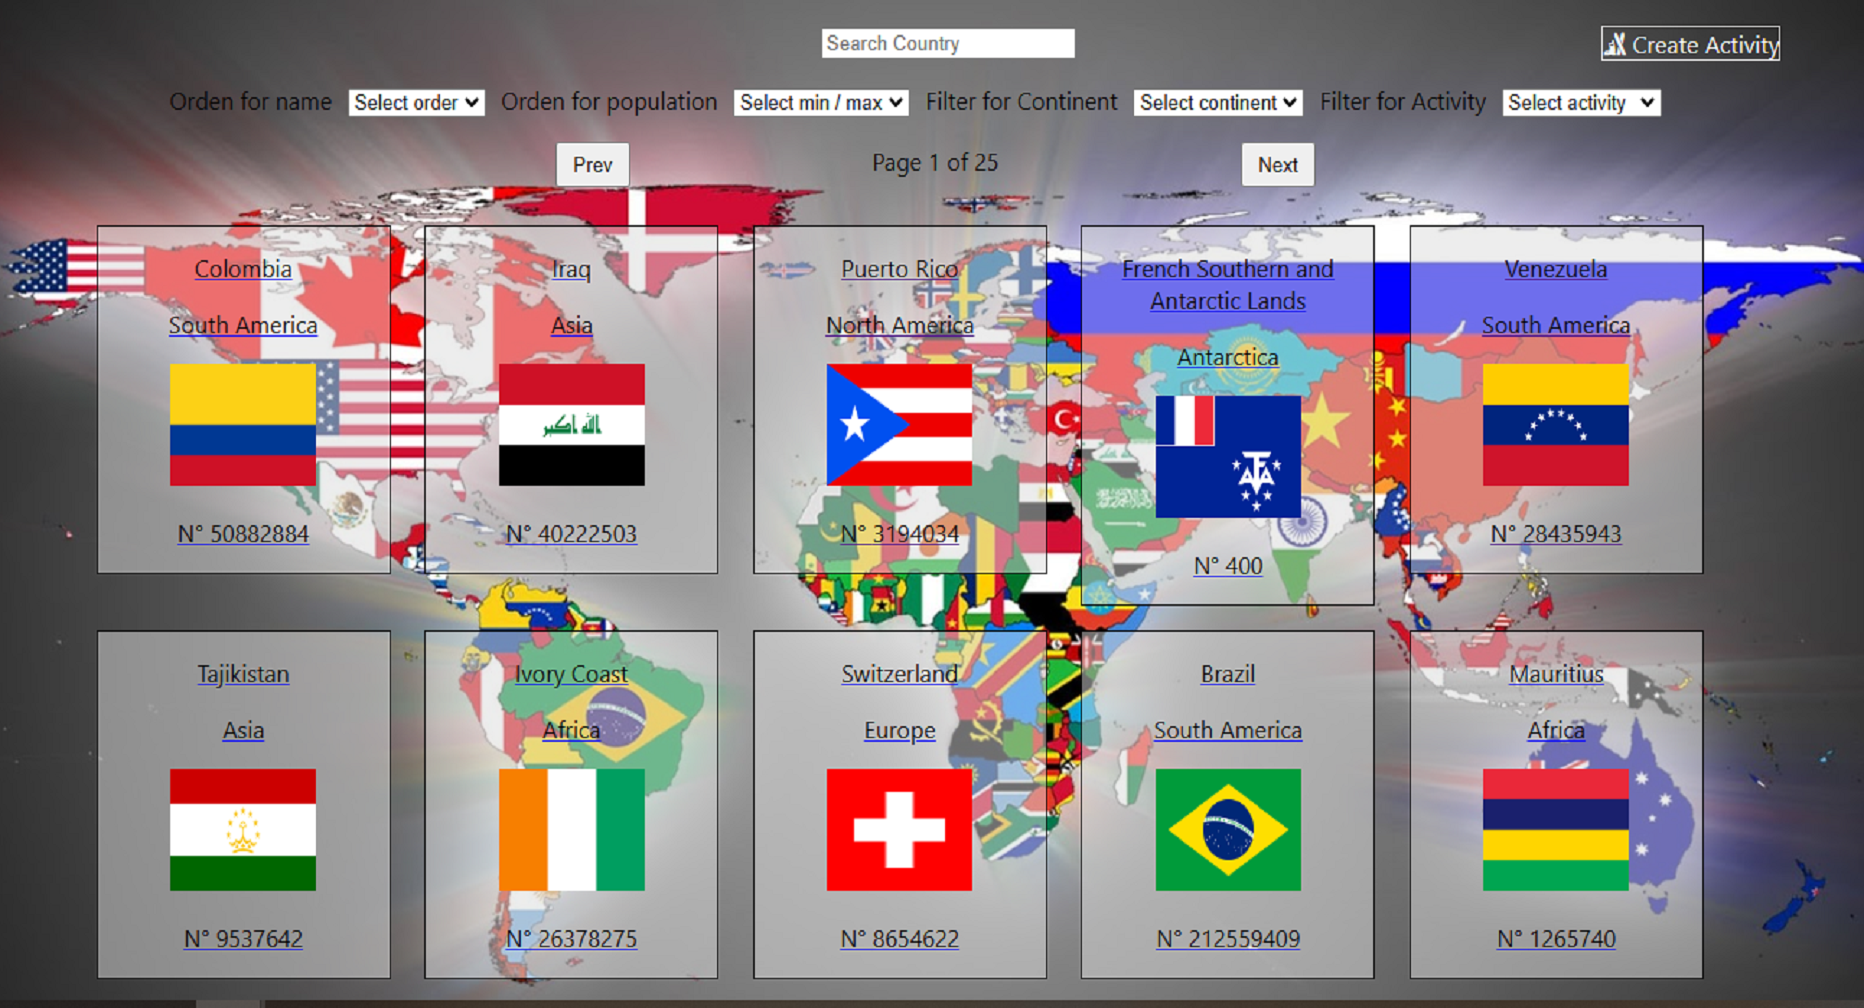 Search Country
Create Activity
Orden for name Select order Orden for population Select min / max Filter for Continent Select continent Filter for Activity Select activity
Prev Page 1 of 25 Next
Colombia
South America
N° 50882884
Iraq
Asia
الله اكبر
N° 40222503
Puerto Rico
North America
N° 3194034
French Southern and
Antarctic Lands
Antarctica
N° 400
Venezuela
South America
N° 28435943
Tajikistan
Asia
N° 9537642
Ivory Coast
Africa
N° 26378275
Switzerland
Europe
N° 8654622
Brazil
South America
N° 212559409
Mauritius
Africa
N° 1265740